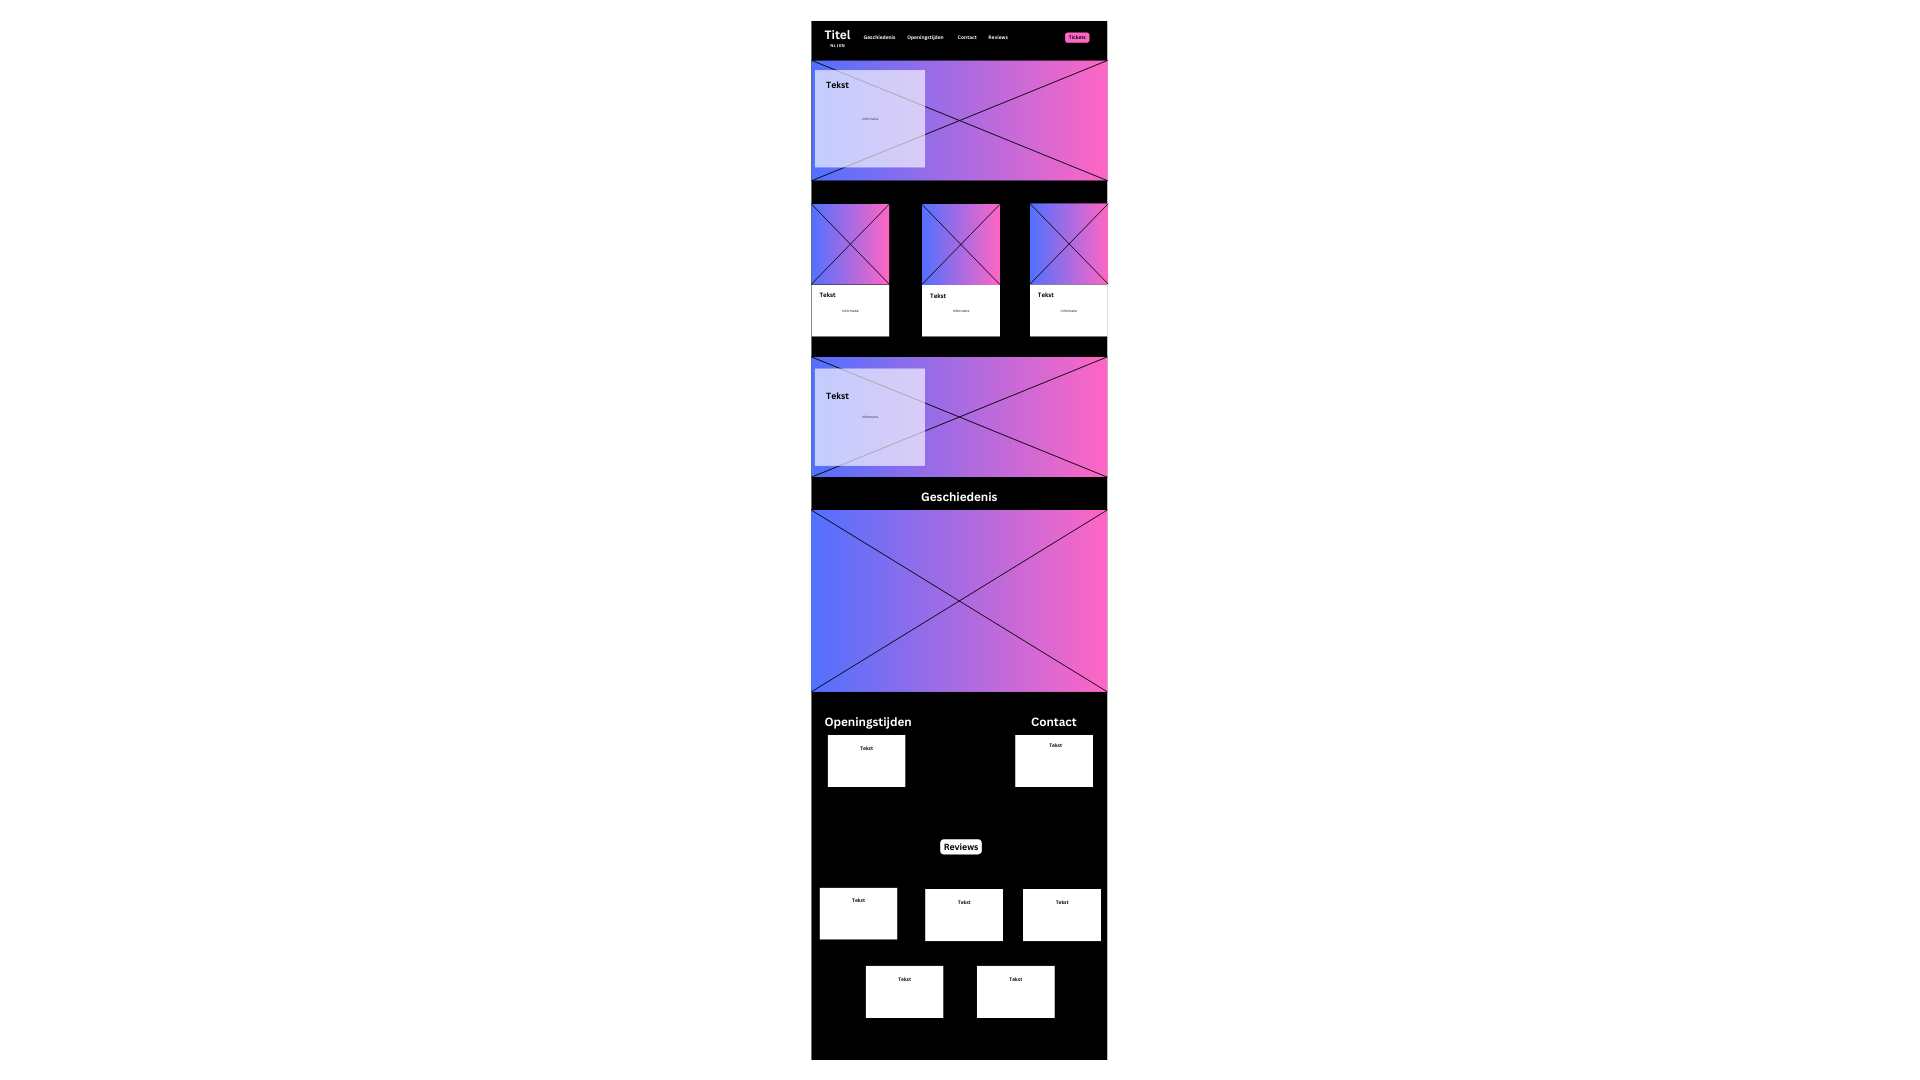 Titel
NL | EN
Geschiedenis
Openingstijden
Contact
Reviews
Tickets
Tekst
Informatie
Tekst
Informatie
Tekst
Informatie
Tekst
Informatie
Tekst
Informatie
Geschiedenis
Openingstijden
Tekst
Contact
Tekst
Reviews
Tekst
Tekst
Tekst
Tekst
Tekst